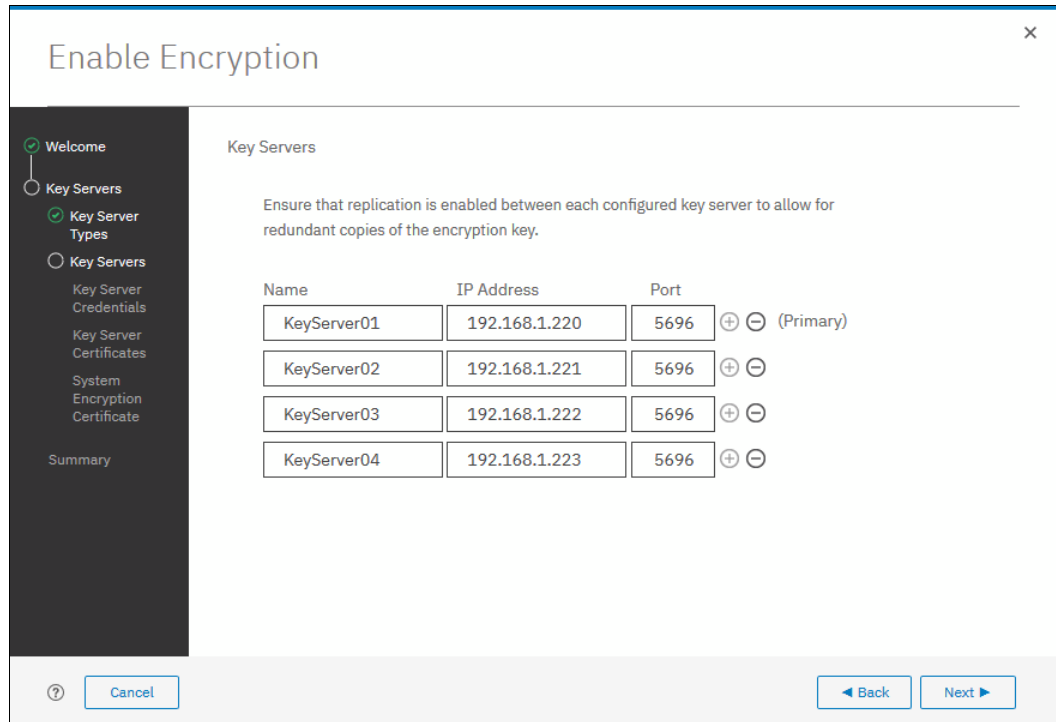 Enable Encryption
Welcome
Key Servers
Key Server
Types
Key Servers
Key Server
Credentials
Key Server
Certificates
System
Encryption
Certificate
Summary
Key Servers
Ensure that replication is enabled between each configured key server to allow for
redundant copies of the encryption key.
Name IP Address Port
KeyServer01 192.168.1.220 5696 (Primary)
KeyServer02 192.168.1.221 5696
KeyServer03 192.168.1.222 5696
KeyServer04 192.168.1.223 5696
? Cancel ◄ Back Next ►